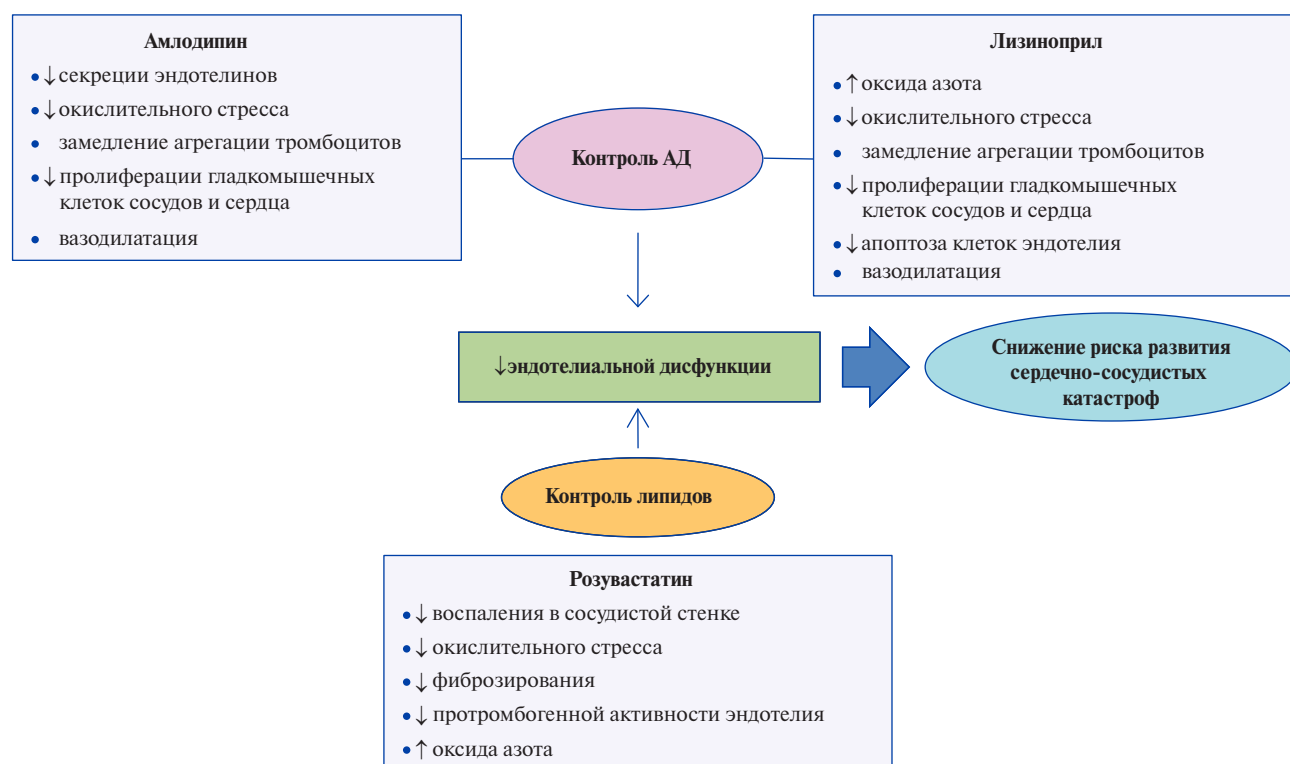 Амлодипин
• ↓ секреции эндотелинов
• ↓ окислительного стресса
• замедление агрегации тромбоцитов
• ↓ пролиферации гладкомышечных
клеток сосудов и сердца
• вазодилатация
Контроль АД
Лизиноприл
• ↑ оксида азота
• ↓ окислительного стресса
• замедление агрегации тромбоцитов
• ↓ пролиферации гладкомышечных
клеток сосудов и сердца
• ↓ апоптоза клеток эндотелия
• вазодилатация
↓эндотелиальной дисфункции
Снижение риска развития
сердечно-сосудистых
катастроф
Контроль липидов
Розувастатин
• ↓ воспаления в сосудистой стенке
• ↓ окислительного стресса
• ↓ фиброзирования
• ↓ протромбогенной активности эндотелия
• ↑ оксида азота